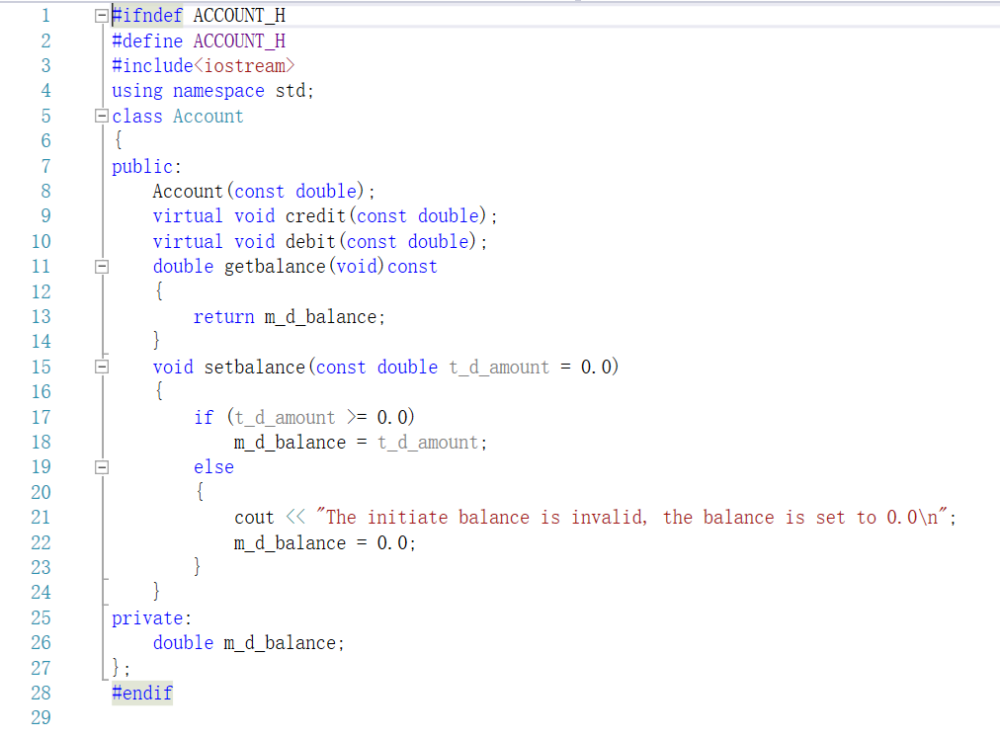 1 #ifndef ACCOUNT_H
2 #define ACCOUNT_H
3 #include<iostream>
4 using namespace std;
5 class Account
6 {
7 public:
8     Account(const double);
9     virtual void credit(const double);
10     virtual void debit(const double);
11     double getbalance(void)const
12     {
13         return m_d_balance;
14     }
15     void setbalance(const double t_d_amount = 0.0)
16     {
17         if (t_d_amount >= 0.0)
18             m_d_balance = t_d_amount;
19         else
20         {
21             cout << "The initiate balance is invalid, the balance is set to 0.0\n";
22             m_d_balance = 0.0;
23         }
24     }
25 private:
26     double m_d_balance;
27 };
28 #endif
29